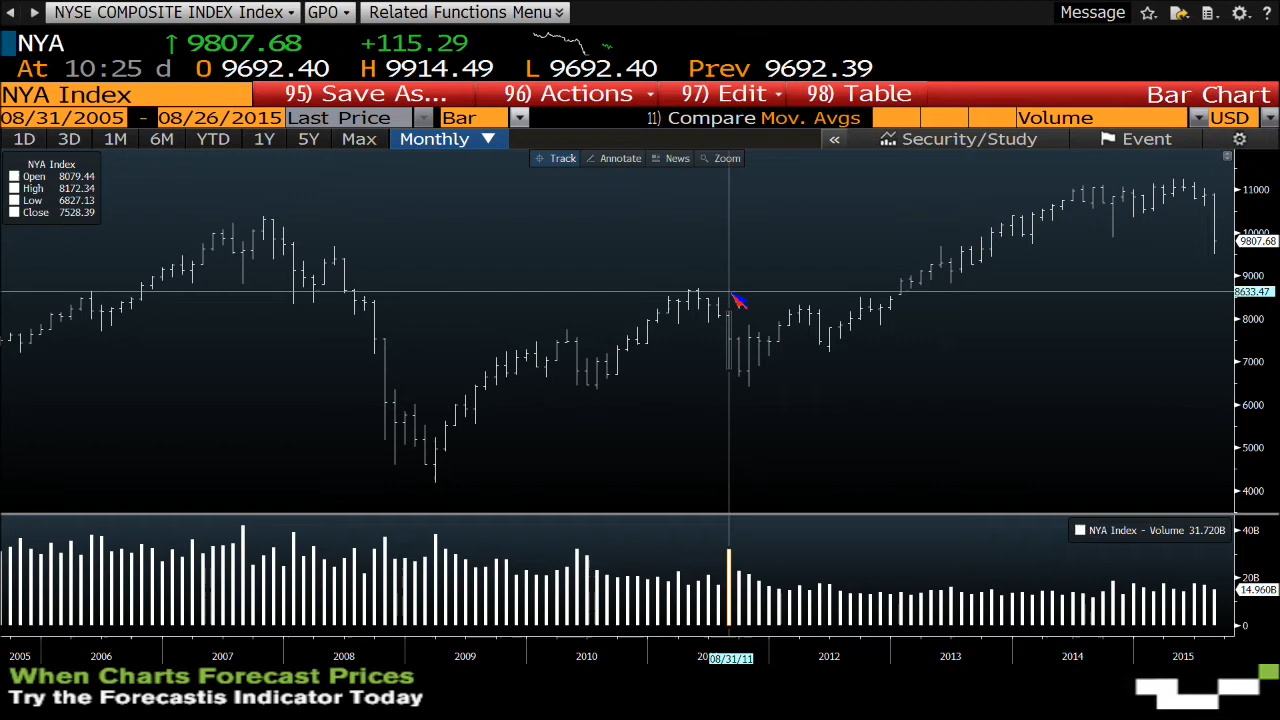 NYSE COMPOSITE INDEX Index GPO Related Functions Menu Message ?
NYA 9807.68 +115.29
At 10:25 d O 9692.40 H 9914.49 L 9692.40 Prev 9692.39
NYA Index 95) Save As... 96) Actions 97) Edit 98) Table Bar Chart
08/31/2005 - 08/26/2015 Last Price Bar 11) Compare Mov. Avgs Volume USD
1D 3D 1M 6M YTD 1Y 5Y Max Monthly « Security/Study Event
Track Annotate News Zoom
NYA Index
Open 8079.44
High 8172.34
Low 6827.13
Close 7528.39
11000
10000
9807.68
9000
8633.47
8000
7000
6000
5000
4000
NYA Index - Volume 31.720B
40B
20B
14.960B
0
2005 2006 2007 2008 2009 2010 08/31/11 2012 2013 2014 2015
When Charts Forecast Prices
Try the Forecastis Indicator Today